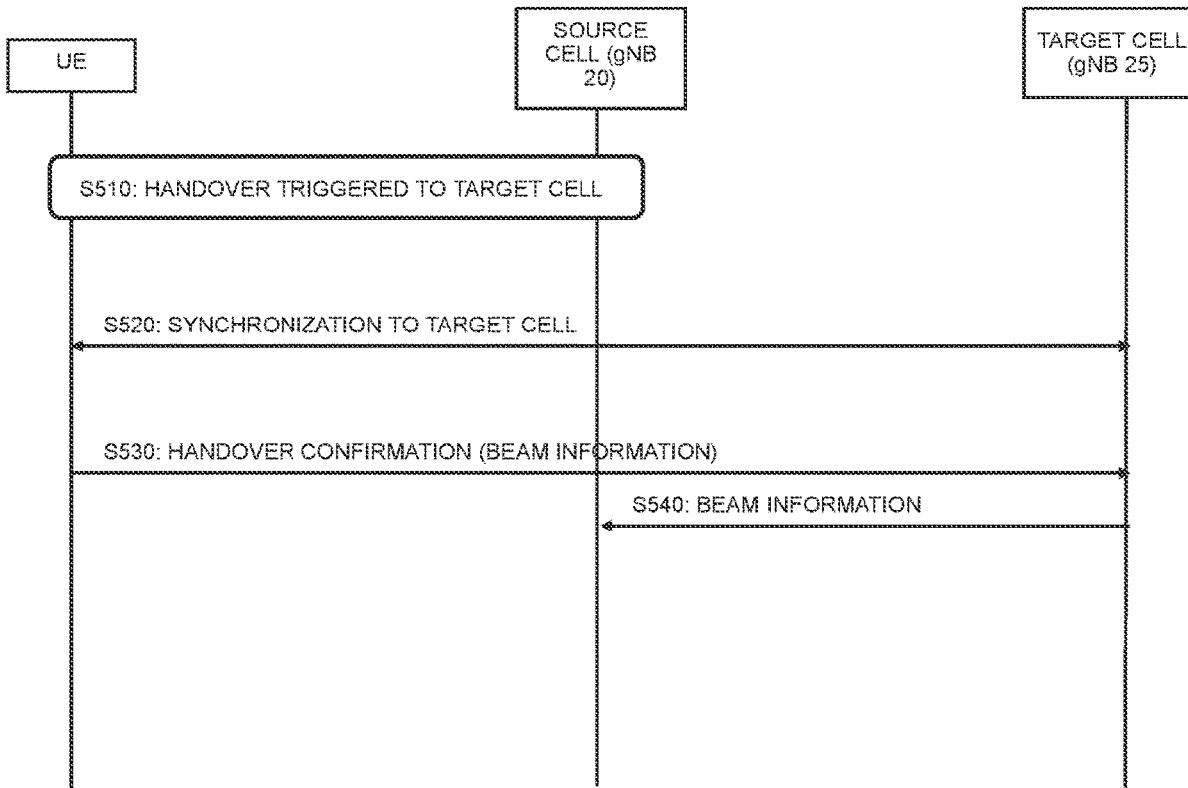 UE
SOURCE
CELL (gNB
20)
TARGET CELL
(gNB 25)
S510: HANDOVER TRIGGERED TO TARGET CELL
S520: SYNCHRONIZATION TO TARGET CELL
S530: HANDOVER CONFIRMATION (BEAM INFORMATION)
S540: BEAM INFORMATION